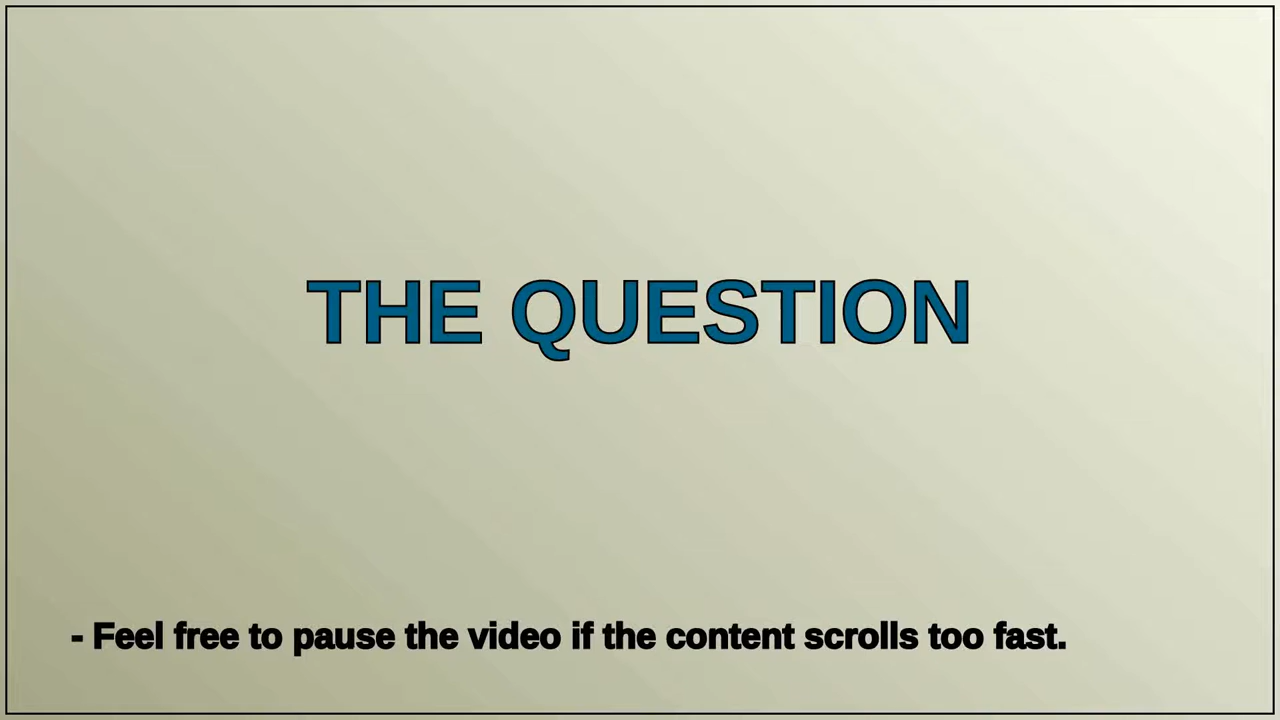 THE QUESTION
- Feel free to pause the video if the content scrolls too fast.